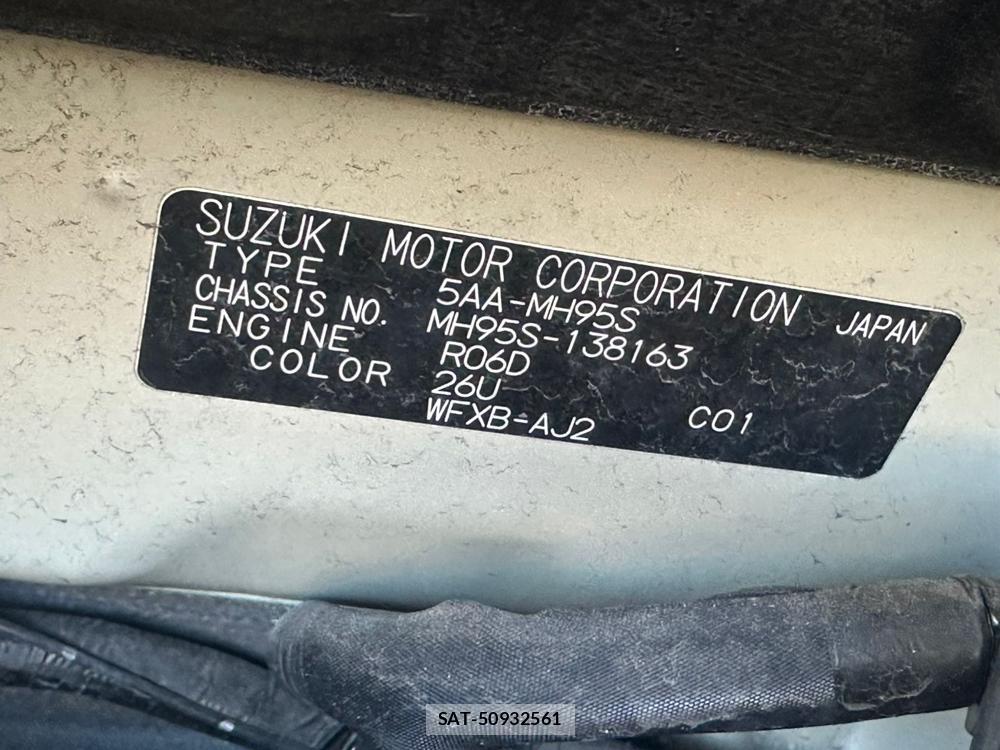 SUZUKI MOTOR CORPORATION JAPAN
TYPE 5AA-MH95S
CHASSIS NO. MH95S-138163
ENGINE R06D
COLOR 26U
WFXB-AJ2 C01
SAT-50932561